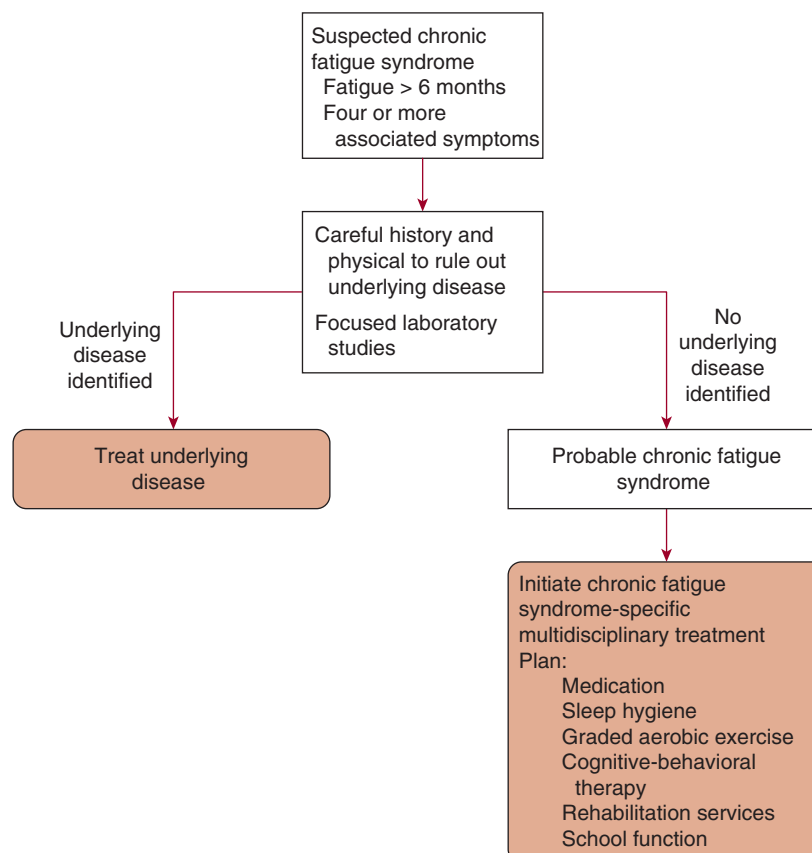 Suspected chronic
fatigue syndrome
Fatigue > 6 months
Four or more
associated symptoms
Careful history and
physical to rule out
underlying disease
Focused laboratory
studies
Underlying
disease
identified
No
underlying
disease
identified
Treat underlying
disease
Probable chronic fatigue
syndrome
Initiate chronic fatigue
syndrome-specific
multidisciplinary treatment
Plan:
Medication
Sleep hygiene
Graded aerobic exercise
Cognitive-behavioral
therapy
Rehabilitation services
School function